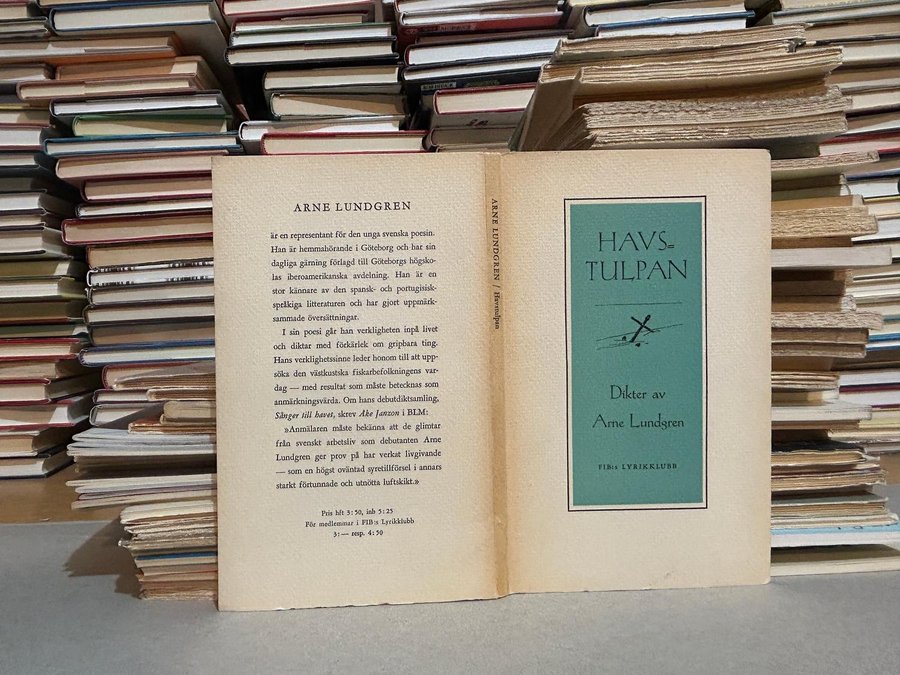 ARNE LUNDGREN
är en representant för den unga svenska poesin.
Han är hemmahörande i Göteborg och har sin
dagliga gärning förlagd till Göteborgs högsko-
las iberoamerikanska avdelning. Han är en
stor kännare av den spansk- och portugisisk-
språkiga litteraturen och har gjort uppmärk-
sammade översättningar.
I sin poesi går han verkligheten inpå livet
och diktar med förkärlek om gripbara ting.
Hans verklighetssinne leder honom till att upp-
söka den västkustska fiskarbefolkningens var-
dag — med resultat som måste betecknas som
anmärkningsvärda. Om hans debutdiktsamling,
Sånger till havet, skrev Åke Janzon i BLM:
»Anmälaren måste bekänna att de glimtar
från svenskt arbetsliv som debutanten Arne
Lundgren ger prov på har verkat livgivande
— som en högst oväntad syretillförsel i annars
starkt förtunnade och utnötta luftskikt.»
Pris hft 3:50, inb 5:25
För medlemmar i FIB:s Lyrikklubb
3:— resp. 4:50
ARNE LUNDGREN / Havstulpan
HAVS=
TULPAN
Dikter av
Arne Lundgren
FIB:s LYRIKKLUBB